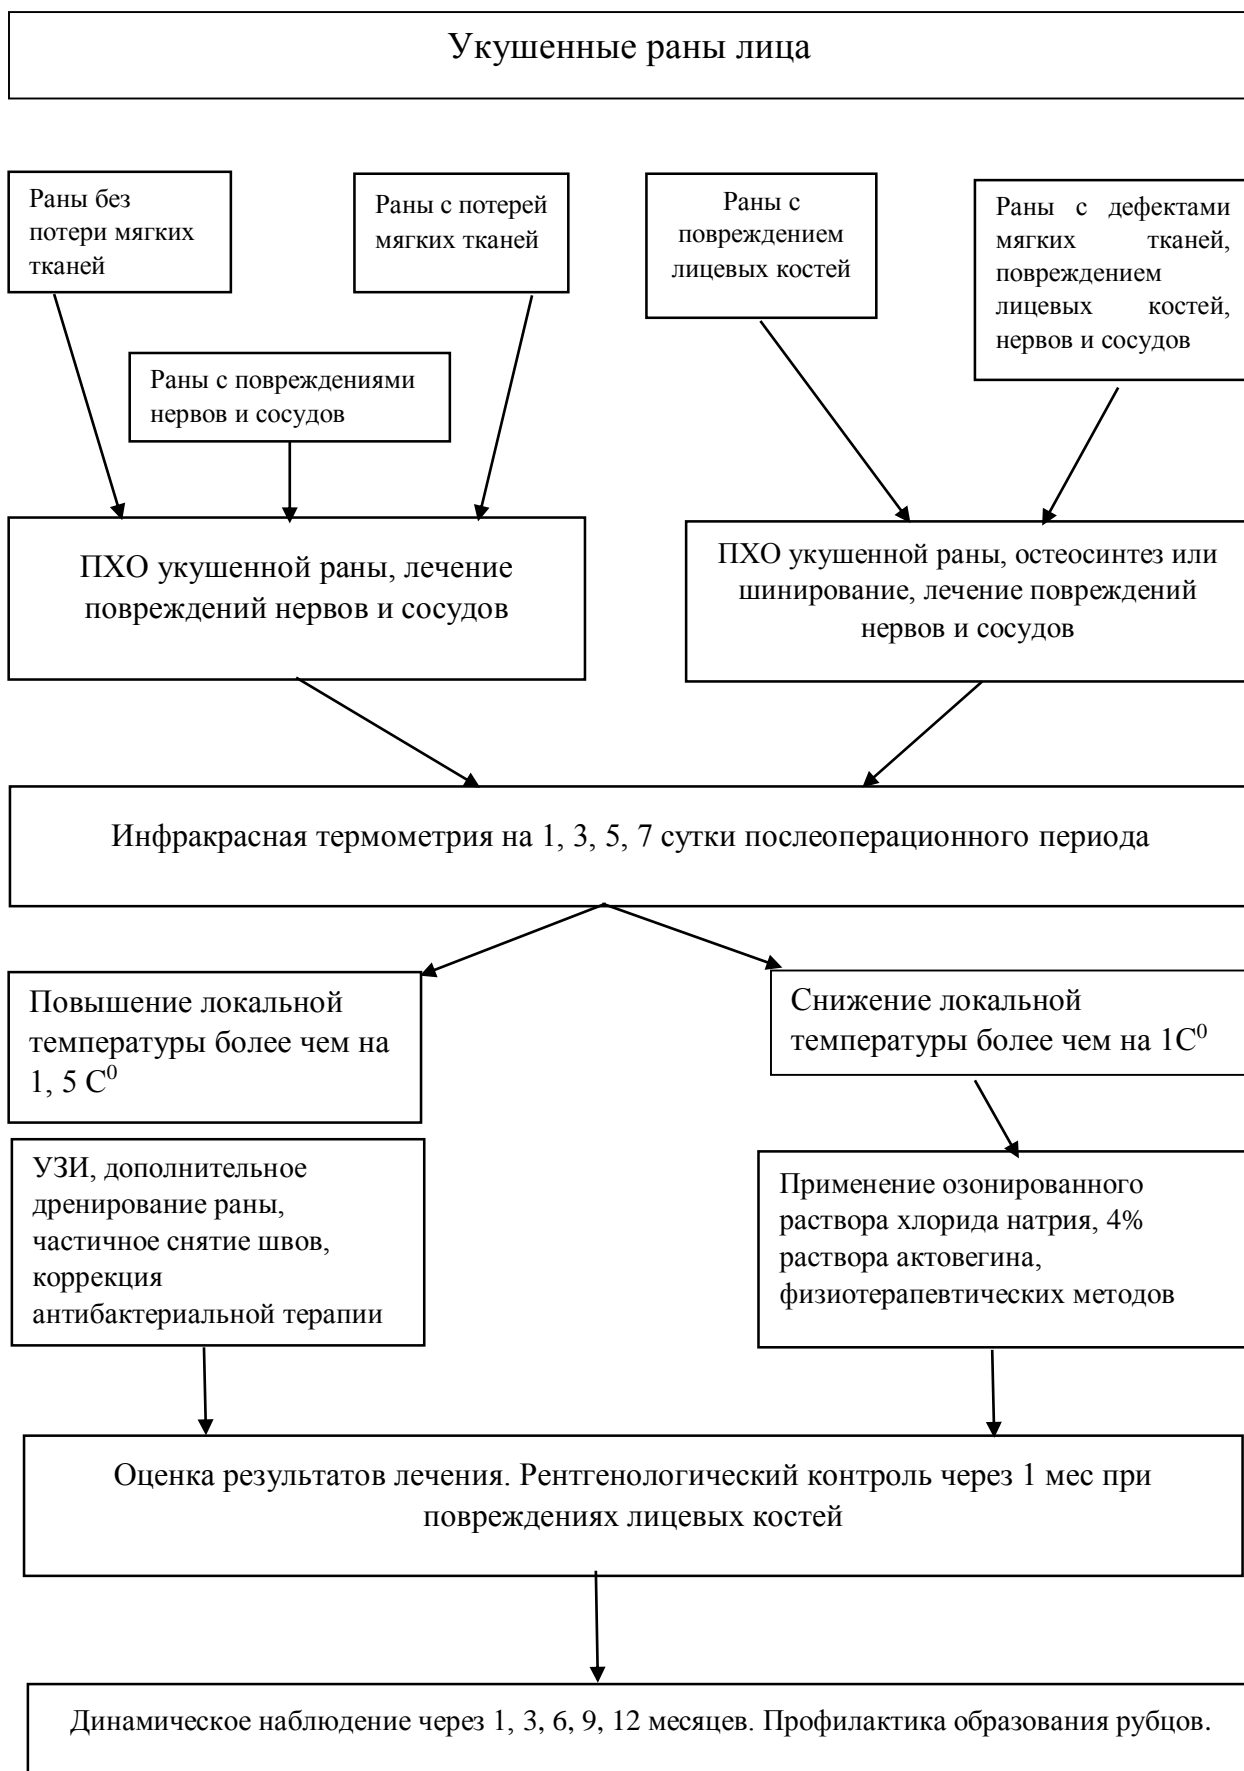 Укушенные раны лица
Раны без
потери мягких
тканей
Раны с потерей
мягких тканей
Раны с
повреждением
лицевых костей
Раны с дефектами
мягких тканей,
повреждением
лицевых костей,
нервов и сосудов
Раны с повреждениями
нервов и сосудов
ПХО укушенной раны, лечение
повреждений нервов и сосудов
ПХО укушенной раны, остеосинтез или
шинирование, лечение повреждений
нервов и сосудов
Инфракрасная термометрия на 1, 3, 5, 7 сутки послеоперационного периода
Повышение локальной
температуры более чем на
1, 5 С⁰
Снижение локальной
температуры более чем на 1С⁰
УЗИ, дополнительное
дренирование раны,
частичное снятие швов,
коррекция
антибактериальной терапии
Применение озонированного
раствора хлорида натрия, 4%
раствора актовегина,
физиотерапевтических методов
Оценка результатов лечения. Рентгенологический контроль через 1 мес при
повреждениях лицевых костей
Динамическое наблюдение через 1, 3, 6, 9, 12 месяцев. Профилактика образования рубцов.